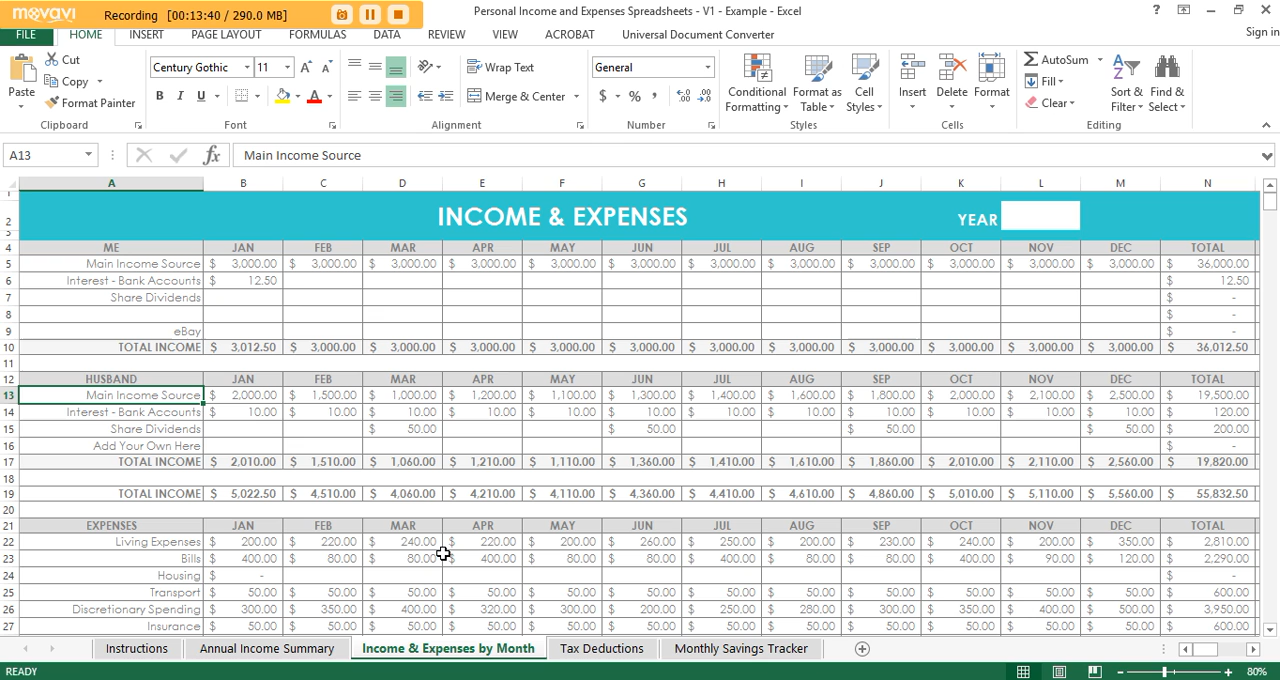 movavi Recording [00:13:40 / 290.0 MB]
Personal Income and Expenses Spreadsheets - V1 - Example - Excel
FILE HOME INSERT PAGE LAYOUT FORMULAS DATA REVIEW VIEW ACROBAT Universal Document Converter Sign in
Paste Cut Copy Format Painter Clipboard
Century Gothic 11 B I U A Font
Wrap Text Merge & Center Alignment
General $ % , Number
Conditional Formatting Format as Table Cell Styles Styles
Insert Delete Format Cells
AutoSum Fill Clear Sort & Filter Find & Select Editing
A13 fx Main Income Source
A B C D E F G H I J K L M N
1
2 INCOME & EXPENSES YEAR
3
4 ME JAN FEB MAR APR MAY JUN JUL AUG SEP OCT NOV DEC TOTAL
5 Main Income Source $ 3,000.00 $ 3,000.00 $ 3,000.00 $ 3,000.00 $ 3,000.00 $ 3,000.00 $ 3,000.00 $ 3,000.00 $ 3,000.00 $ 3,000.00 $ 3,000.00 $ 3,000.00 $ 36,000.00
6 Interest - Bank Accounts $ 12.50 $ 12.50
7 Share Dividends $ -
8 $ -
9 eBay $ -
10 TOTAL INCOME $ 3,012.50 $ 3,000.00 $ 3,000.00 $ 3,000.00 $ 3,000.00 $ 3,000.00 $ 3,000.00 $ 3,000.00 $ 3,000.00 $ 3,000.00 $ 3,000.00 $ 3,000.00 $ 36,012.50
11
12 HUSBAND JAN FEB MAR APR MAY JUN JUL AUG SEP OCT NOV DEC TOTAL
13 Main Income Source $ 2,000.00 $ 1,500.00 $ 1,000.00 $ 1,200.00 $ 1,100.00 $ 1,300.00 $ 1,400.00 $ 1,600.00 $ 1,800.00 $ 2,000.00 $ 2,100.00 $ 2,500.00 $ 19,500.00
14 Interest - Bank Accounts $ 10.00 $ 10.00 $ 10.00 $ 10.00 $ 10.00 $ 10.00 $ 10.00 $ 10.00 $ 10.00 $ 10.00 $ 10.00 $ 10.00 $ 120.00
15 Share Dividends $ 50.00 $ 50.00 $ 50.00 $ 50.00 $ 200.00
16 Add Your Own Here $ -
17 TOTAL INCOME $ 2,010.00 $ 1,510.00 $ 1,060.00 $ 1,210.00 $ 1,110.00 $ 1,360.00 $ 1,410.00 $ 1,610.00 $ 1,860.00 $ 2,010.00 $ 2,110.00 $ 2,560.00 $ 19,820.00
18
19 TOTAL INCOME $ 5,022.50 $ 4,510.00 $ 4,060.00 $ 4,210.00 $ 4,110.00 $ 4,360.00 $ 4,410.00 $ 4,610.00 $ 4,860.00 $ 5,010.00 $ 5,110.00 $ 5,560.00 $ 55,832.50
20
21 EXPENSES JAN FEB MAR APR MAY JUN JUL AUG SEP OCT NOV DEC TOTAL
22 Living Expenses $ 200.00 $ 220.00 $ 240.00 $ 220.00 $ 200.00 $ 260.00 $ 250.00 $ 200.00 $ 230.00 $ 240.00 $ 200.00 $ 350.00 $ 2,810.00
23 Bills $ 400.00 $ 80.00 $ 80.00 $ 400.00 $ 80.00 $ 80.00 $ 400.00 $ 80.00 $ 80.00 $ 400.00 $ 90.00 $ 120.00 $ 2,290.00
24 Housing $ - $ -
25 Transport $ 50.00 $ 50.00 $ 50.00 $ 50.00 $ 50.00 $ 50.00 $ 50.00 $ 50.00 $ 50.00 $ 50.00 $ 50.00 $ 50.00 $ 600.00
26 Discretionary Spending $ 300.00 $ 350.00 $ 400.00 $ 320.00 $ 300.00 $ 200.00 $ 250.00 $ 280.00 $ 300.00 $ 350.00 $ 400.00 $ 500.00 $ 3,950.00
27 Insurance $ 50.00 $ 50.00 $ 50.00 $ 50.00 $ 50.00 $ 50.00 $ 50.00 $ 50.00 $ 50.00 $ 50.00 $ 50.00 $ 50.00 $ 600.00
Instructions Annual Income Summary Income & Expenses by Month Tax Deductions Monthly Savings Tracker
READY 80%